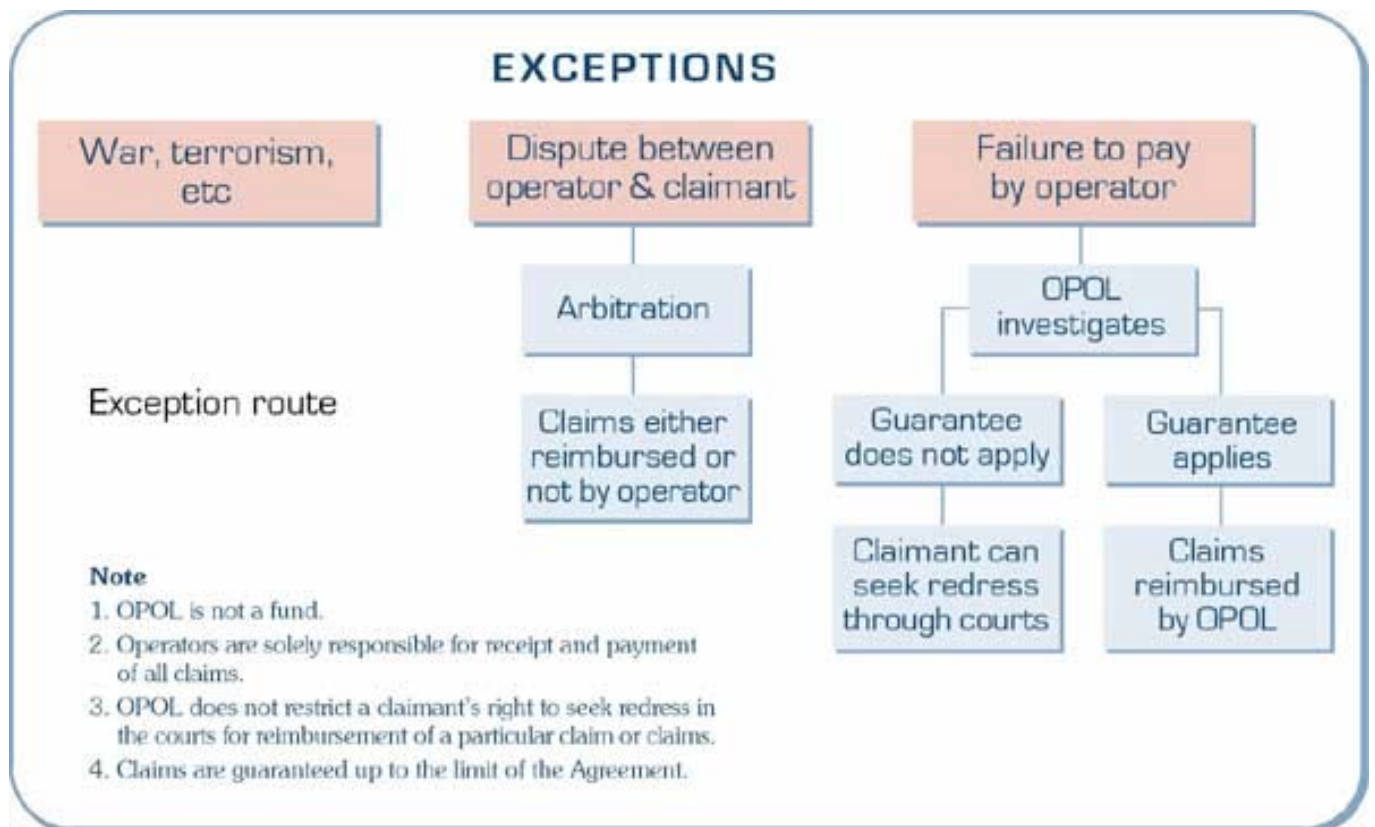 EXCEPTIONS
War, terrorism,
etc
Dispute between
operator & claimant
Failure to pay
by operator
Arbitration
OPOL
investigates
Exception route
Claims either
reimbursed or
not by operator
Guarantee
does not apply
Guarantee
applies
Claimant can
seek redress
through courts
Claims
reimbursed
by OPOL
Note
1. OPOL is not a fund.
2. Operators are solely responsible for receipt and payment
of all claims.
3. OPOL does not restrict a claimant's right to seek redress in
the courts for reimbursement of a particular claim or claims.
4. Claims are guaranteed up to the limit of the Agreement.